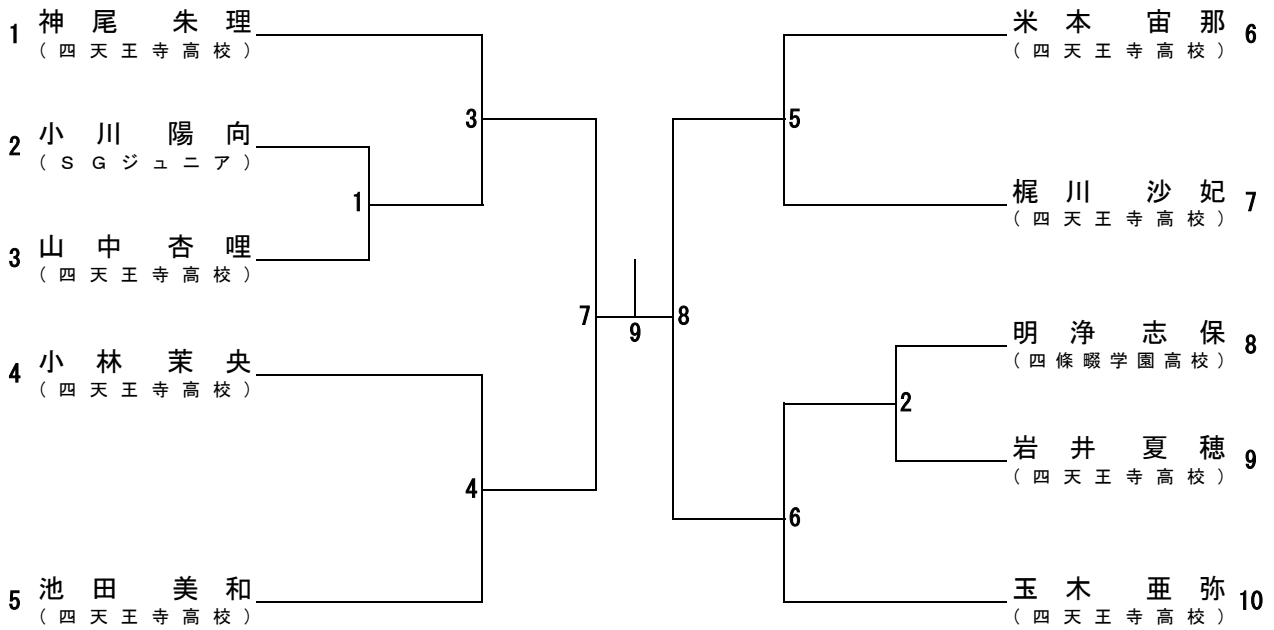 1 神尾 朱理
(四天王寺高校)
2 小川 陽向
(SGジュニア)
3 山中 杏哩
(四天王寺高校)
4 小林 茉央
(四天王寺高校)
5 池田 美和
(四天王寺高校)
3
1
7
4
9
米本 宙那 6
(四天王寺高校)
梶川 沙妃 7
(四天王寺高校)
明浄 志保 8
(四條畷学園高校)
岩井 夏穂 9
(四天王寺高校)
玉木 亜弥 10
(四天王寺高校)
5
8
2
6